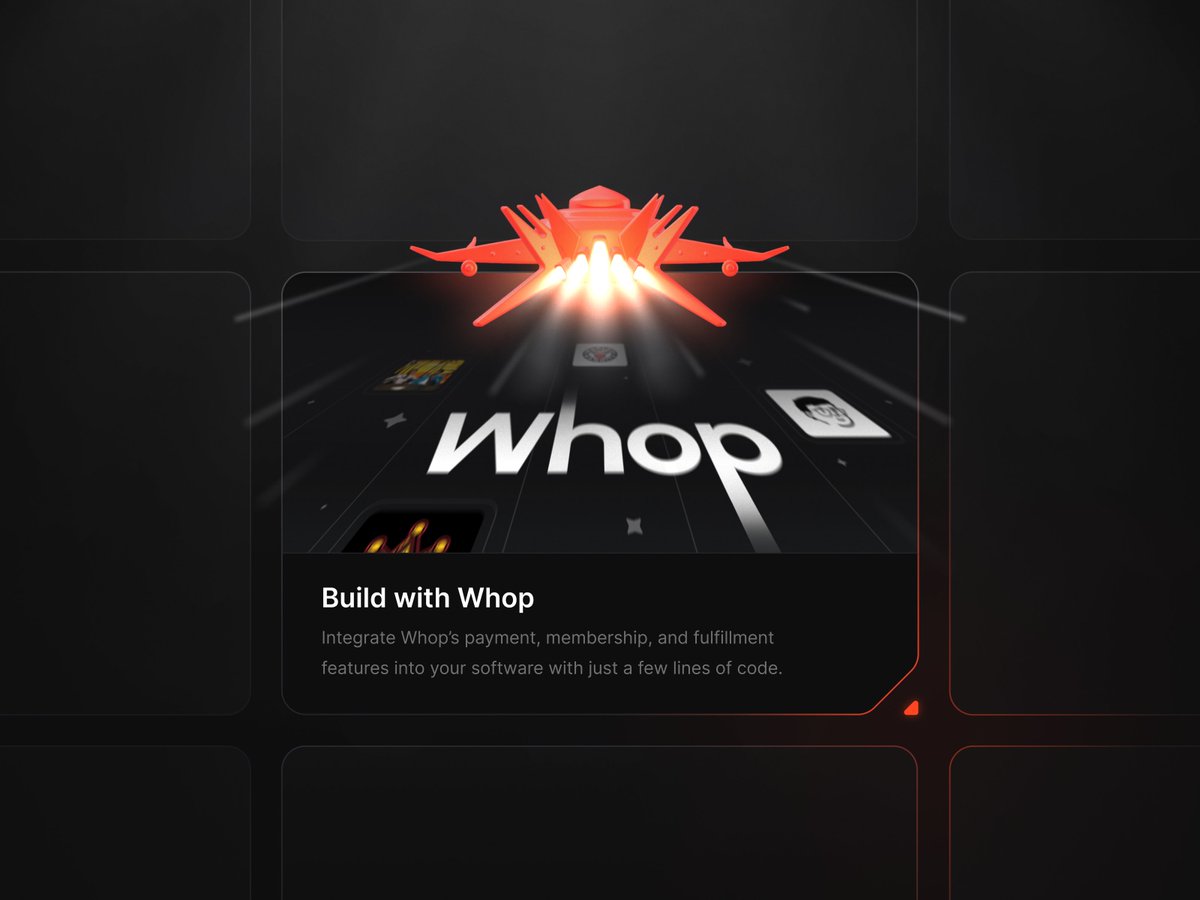 Whop
Build with Whop
Integrate Whop’s payment, membership, and fulfillment
features into your software with just a few lines of code.